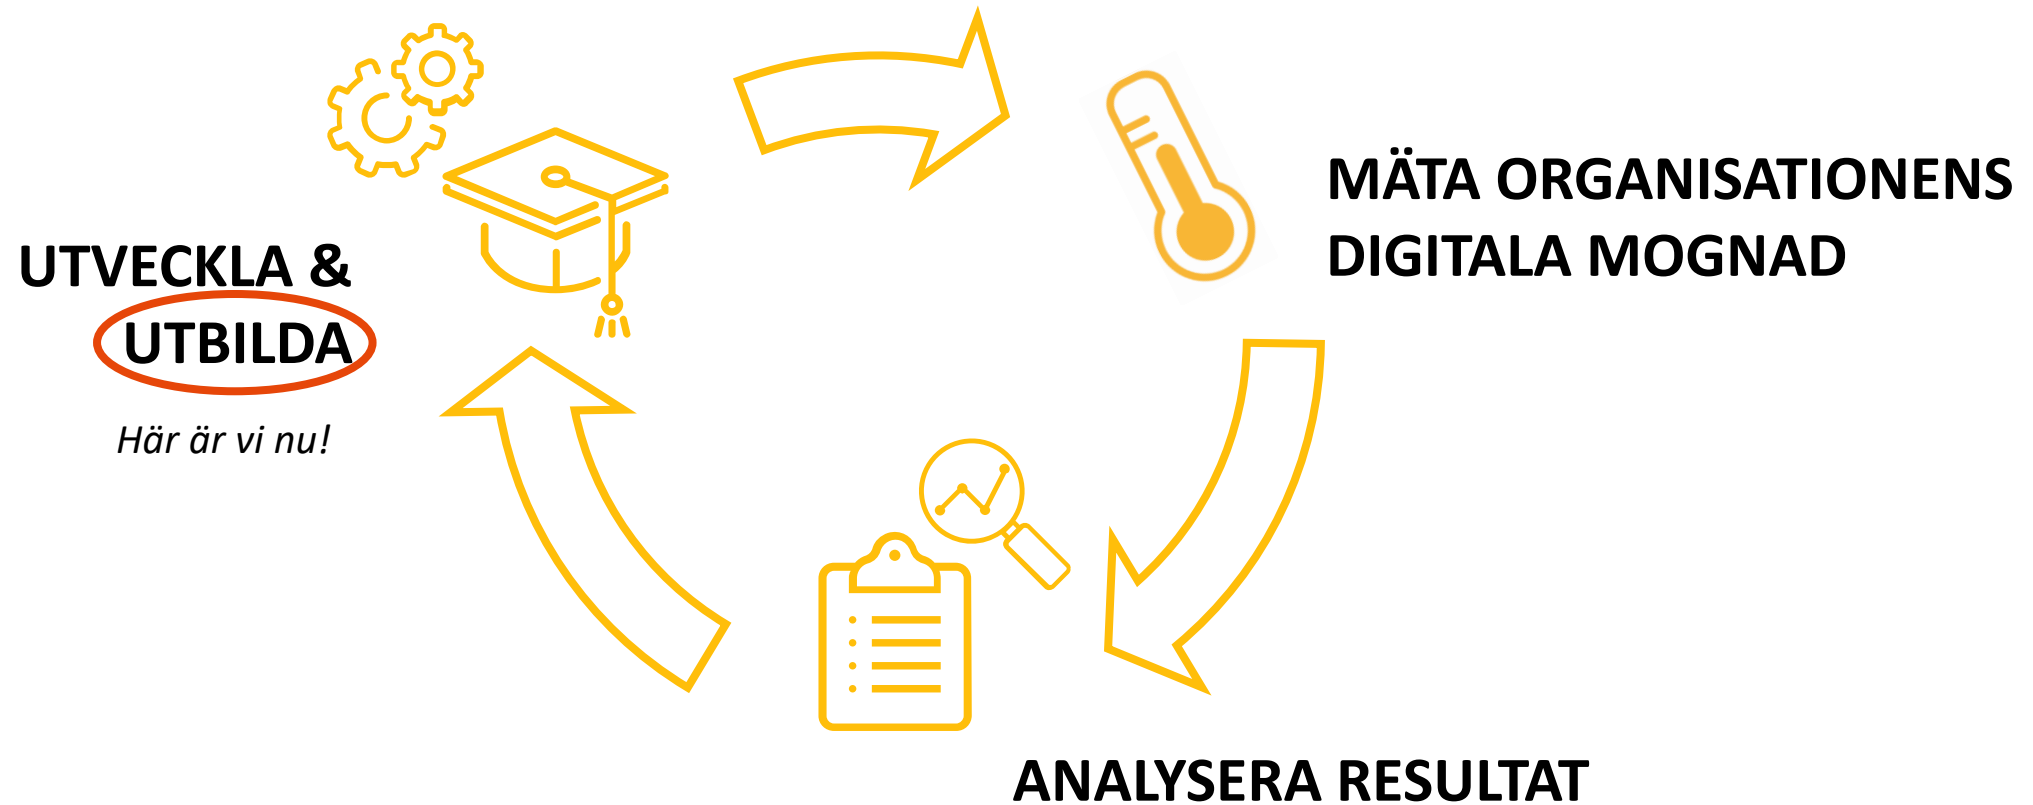 UTVECKLA &
UTBILDA
Här är vi nu!
MÄTA ORGANISATIONENS
DIGITALA MOGNAD
ANALYSERA RESULTAT